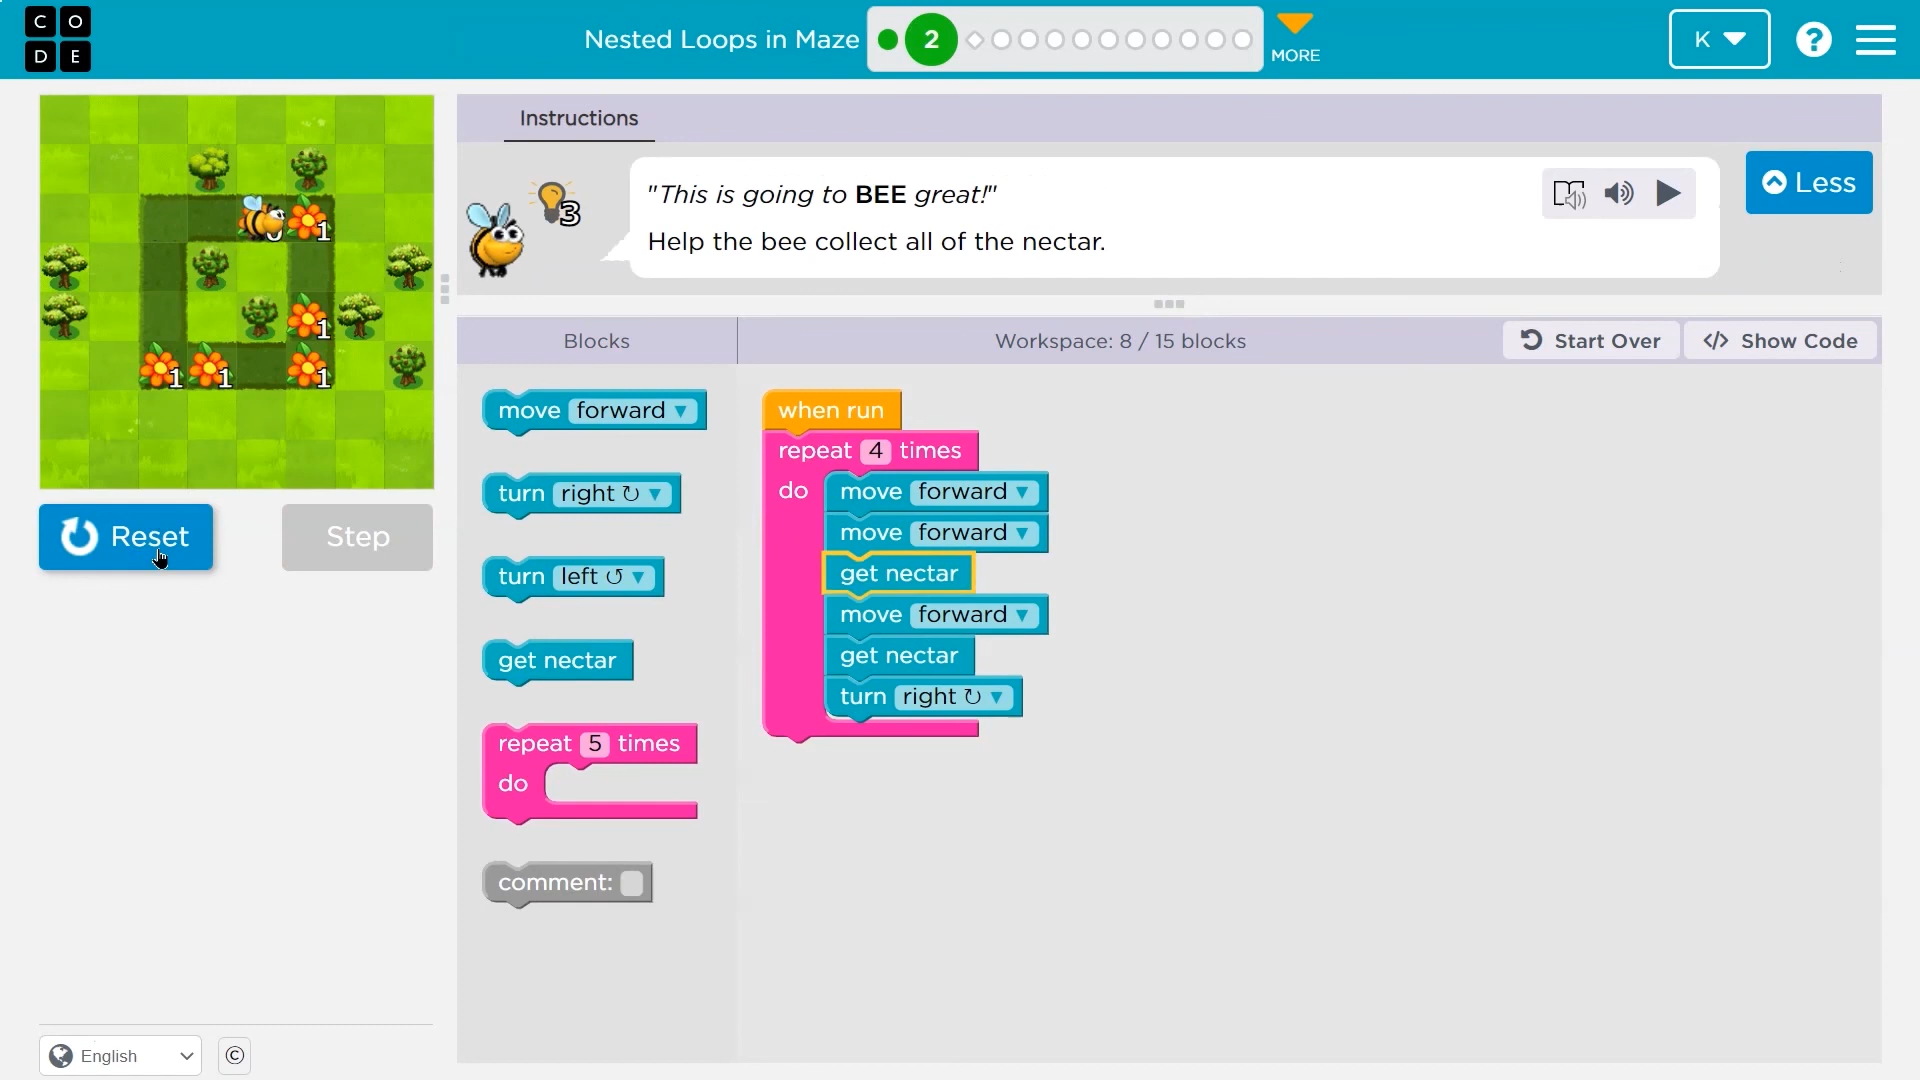 C O
D E
Nested Loops in Maze
2
MORE
K
?
Instructions
3
"This is going to BEE great!"
Help the bee collect all of the nectar.
Less
0
1
1
1
1
1
Blocks
Workspace: 8 / 15 blocks
Start Over
</> Show Code
Reset
Step
move forward
turn right
turn left
get nectar
repeat 5 times
do
comment:
when run
repeat 4 times
do
move forward
move forward
get nectar
move forward
get nectar
turn right
English
©